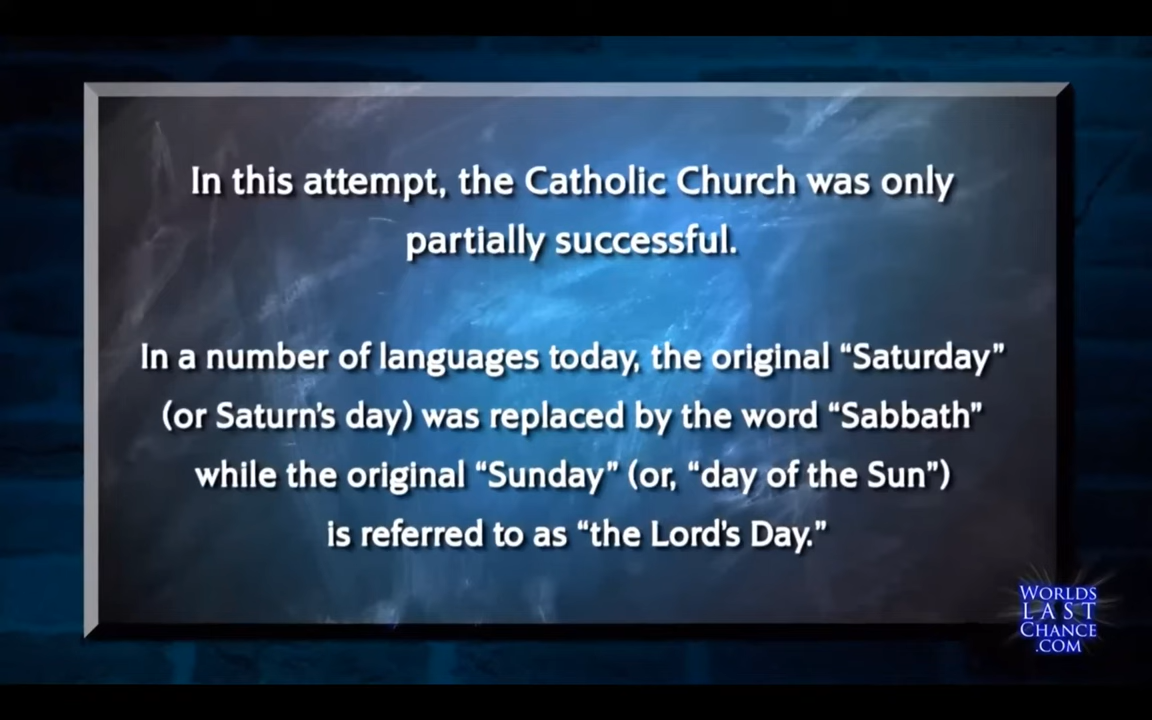 In this attempt, the Catholic Church was only
partially successful.
In a number of languages today, the original “Saturday”
(or Saturn’s day) was replaced by the word “Sabbath”
while the original “Sunday” (or, “day of the Sun”)
is referred to as “the Lord’s Day.”
WORLDS
LAST
CHANCE
.COM